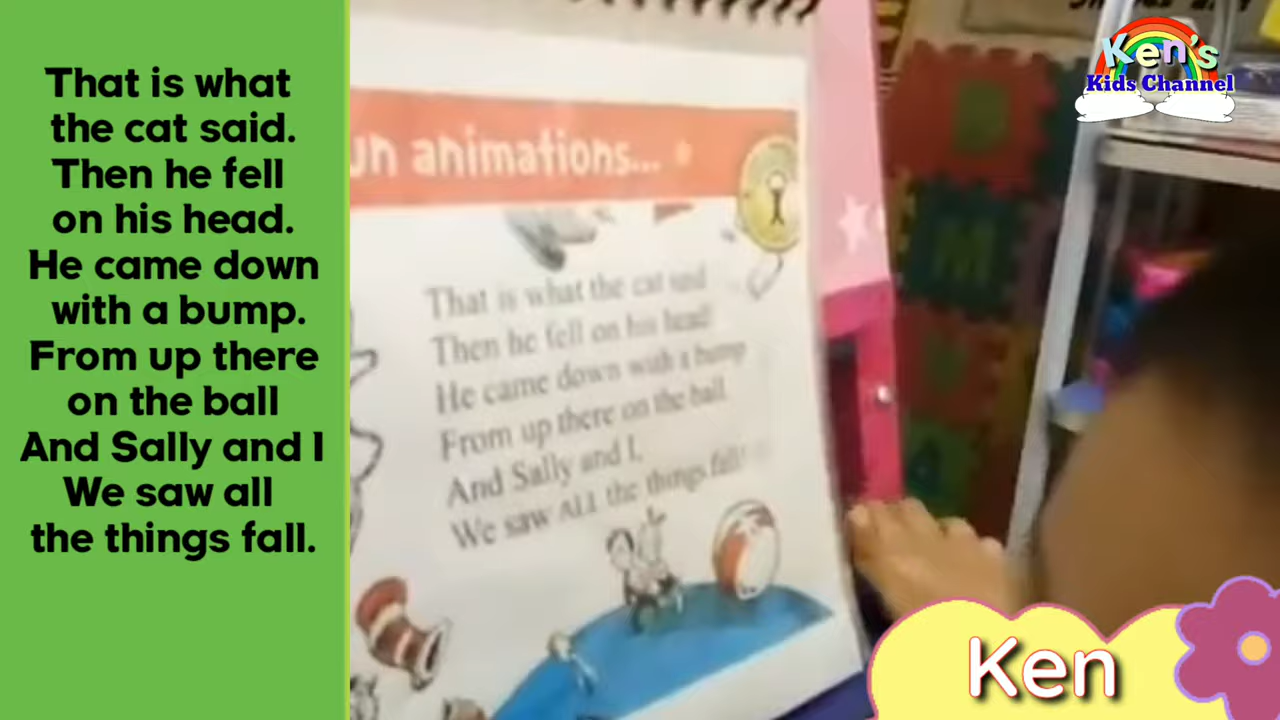 That is what
the cat said.
Then he fell
on his head.
He came down
with a bump.
From up there
on the ball
And Sally and I
We saw all
the things fall.
un animations...
That is what the cat said
Then he fell on his head!
He came down with a bump
From up there on the ball.
And Sally and I,
We saw ALL the things fall!
Ken's
Kids Channel
M
Ken